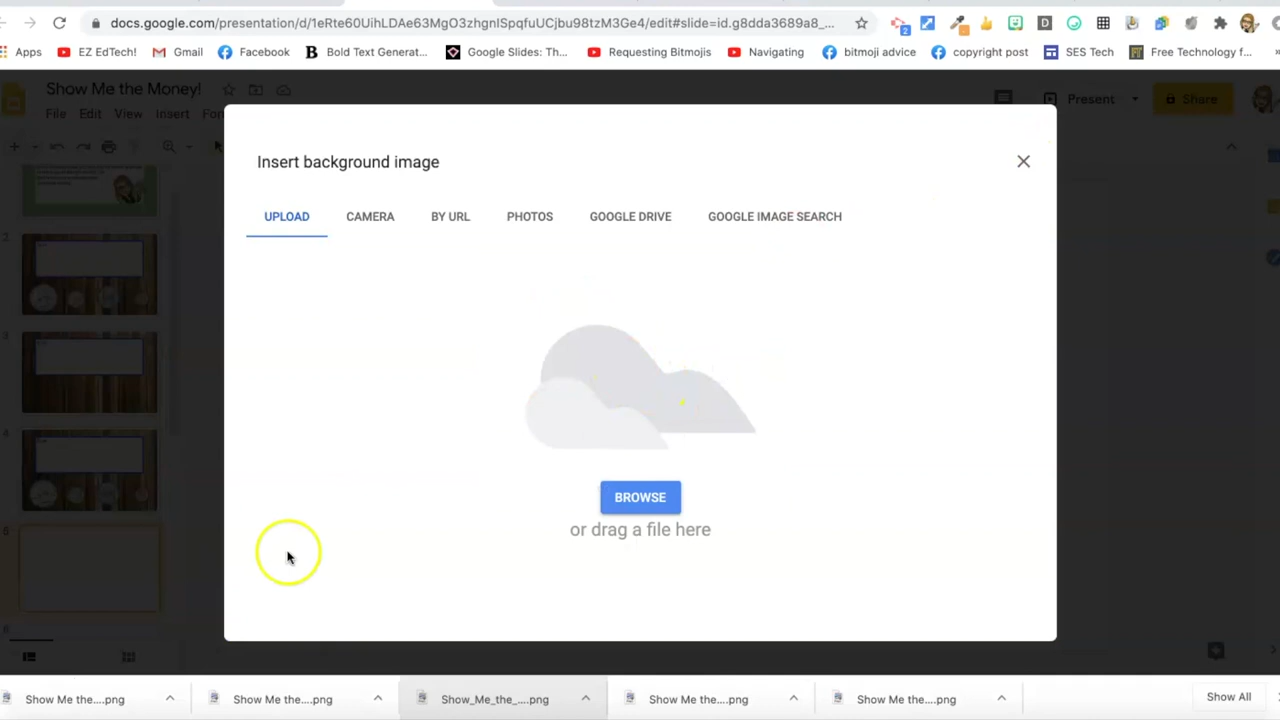 docs.google.com/presentation/d/1eRte60UihLDAe63MgO3zhgnISpqfuUCjbu98tzM3Ge4/edit#slide=id.g8dda3689a8_...
2
Apps EZ EdTech! Gmail Facebook Bold Text Generat... Google Slides: Th... Requesting Bitmojis Navigating bitmoji advice copyright post SES Tech Free Technology f...
Show Me the Money!
Present Share
File Edit View Insert
Insert background image
UPLOAD CAMERA BY URL PHOTOS GOOGLE DRIVE GOOGLE IMAGE SEARCH
2
3
4
BROWSE
or drag a file here
Show Me the....png Show Me the....png Show_Me_the_....png Show Me the....png Show Me the....png Show All